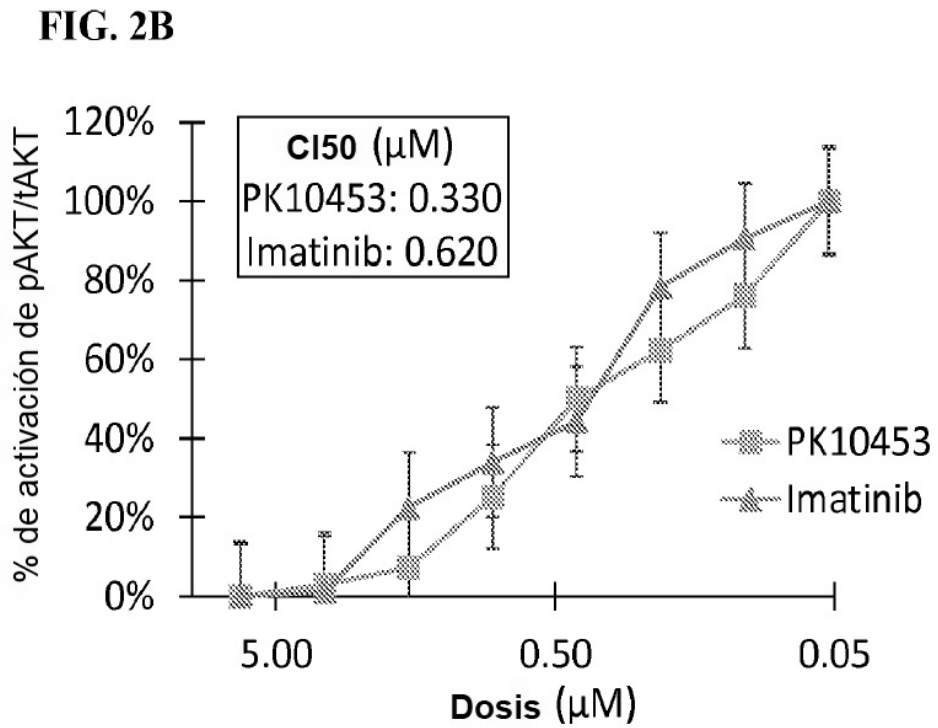 FIG. 2B
% de activación de pAKT/tAKT
120%
100%
80%
60%
40%
20%
0%
CI50 (μM)
PK10453: 0.330
Imatinib: 0.620
PK10453
Imatinib
5.00 0.50 0.05
Dosis (μM)